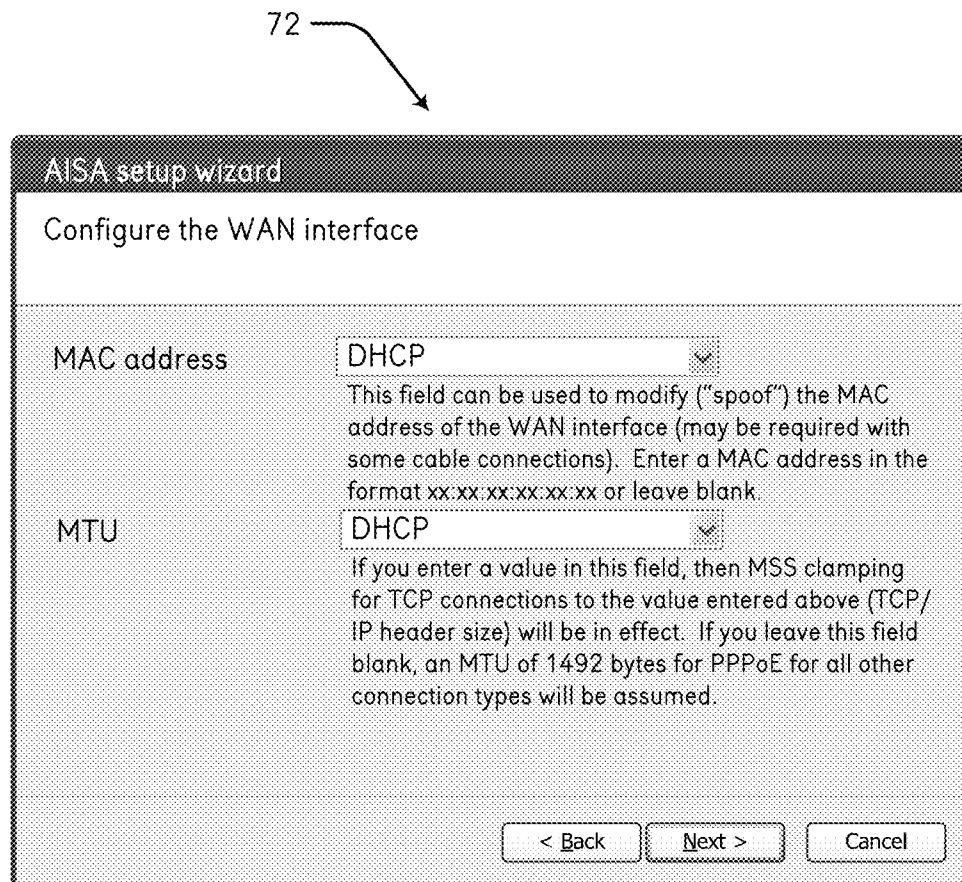 72
AISA setup wizard
Configure the WAN interface
MAC address
DHCP
This field can be used to modify ("spoof") the MAC
address of the WAN interface (may be required with
some cable connections). Enter a MAC address in the
format xx:xx:xx:xx:xx:xx or leave blank.
MTU
DHCP
If you enter a value in this field, then MSS clamping
for TCP connections to the value entered above (TCP/
IP header size) will be in effect. If you leave this field
blank, an MTU of 1492 bytes for PPPoE for all other
connection types will be assumed.
< Back
Next >
Cancel